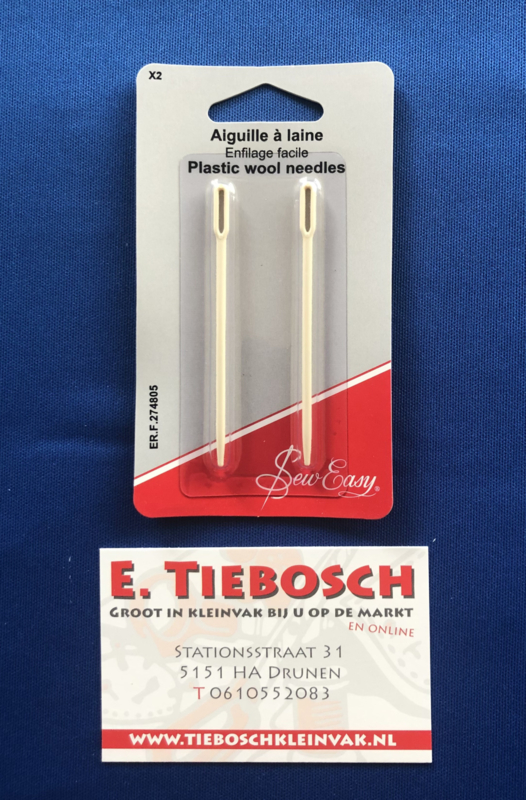 X2
Aiguille à laine
Enfilage facile
Plastic wool needles
ER.F.274805
Sew Easy®
E. TIEBOSCH
GROOT IN KLEINVAK BIJ U OP DE MARKT
EN ONLINE
STATIONSSTRAAT 31
5151 HA DRUNEN
T 0610552083
WWW.TIEBOSCHKLEINVAK.NL